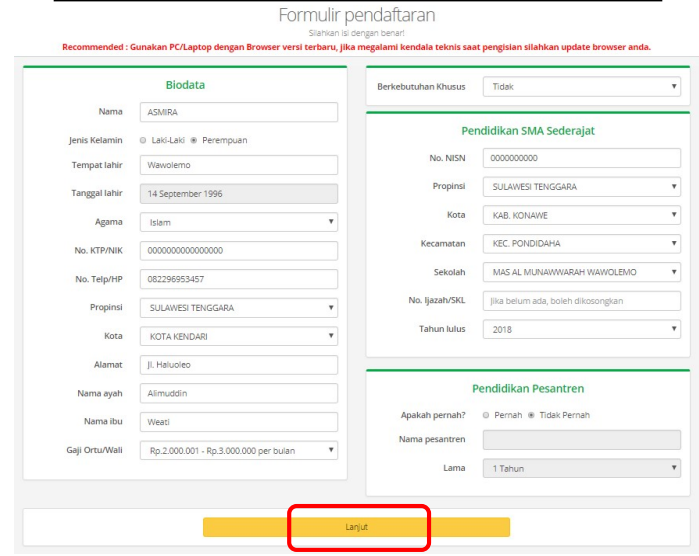 Formulir pendaftaran
Silahkan isi dengan benar!
Recommended : Gunakan PC/Laptop dengan Browser versi terbaru, jika megalami kendala teknis saat pengisian silahkan update browser anda.
Biodata
Nama ASMIRA
Jenis Kelamin Laki-Laki Perempuan
Tempat lahir Wawolemo
Tanggal lahir 14 September 1996
Agama Islam
No. KTP/NIK 0000000000000000
No. Telp/HP 082296953457
Propinsi SULAWESI TENGGARA
Kota KOTA KENDARI
Alamat Jl. Haluoleo
Nama ayah Alimuddin
Nama ibu Weati
Gaji Ortu/Wali Rp.2.000.001 - Rp.3.000.000 per bulan
Berkebutuhan Khusus Tidak
Pendidikan SMA Sederajat
No. NISN 0000000000
Propinsi SULAWESI TENGGARA
Kota KAB. KONAWE
Kecamatan KEC. PONDIDAHA
Sekolah MAS AL MUNAWWARAH WAWOLEMO
No. Ijazah/SKL Jika belum ada, boleh dikosongkan
Tahun lulus 2018
Pendidikan Pesantren
Apakah pernah? Pernah Tidak Pernah
Nama pesantren
Lama 1 Tahun
Lanjut